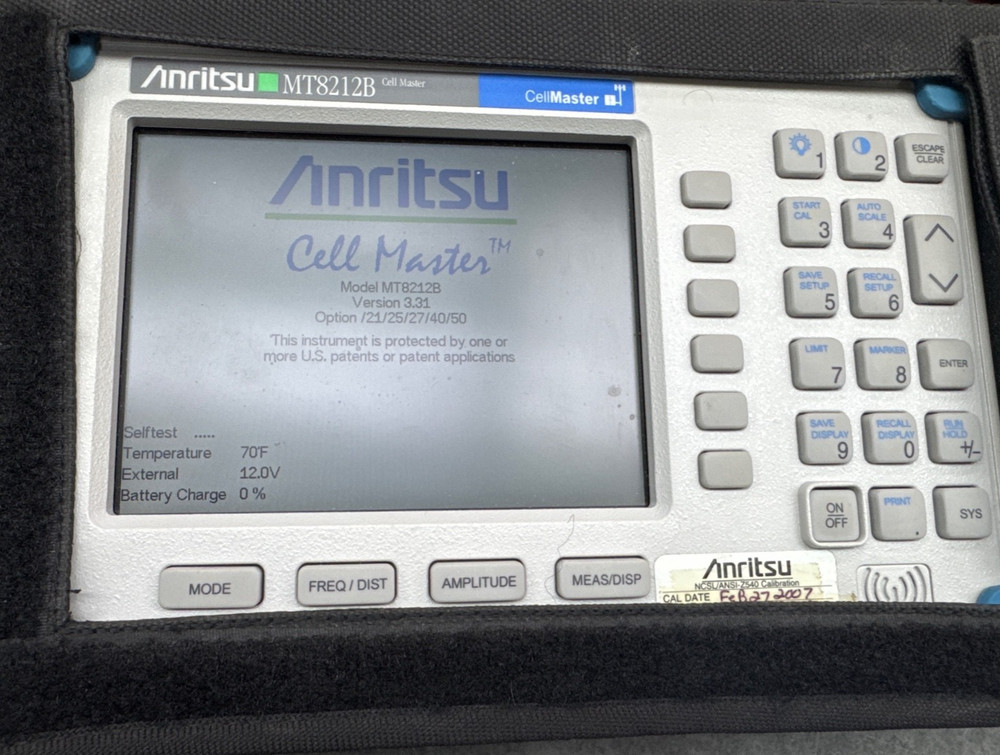 Anritsu MT8212B Cell Master
CellMaster
Anritsu
Cell Master™
Model MT8212B
Version 3.31
Option /21/25/27/40/50
This instrument is protected by one or
more U.S. patents or patent applications
Selftest .....
Temperature 70°F
External 12.0V
Battery Charge 0 %
1
2
ESCAPE
CLEAR
START
CAL
3
AUTO
SCALE
4
SAVE
SETUP
5
RECALL
SETUP
6
LIMIT
7
MARKER
8
ENTER
SAVE
DISPLAY
9
RECALL
DISPLAY
0
RUN
HOLD
+/-
ON
OFF
PRINT
.
SYS
MODE
FREQ / DIST
AMPLITUDE
MEAS/DISP
Anritsu
NCSL/ANSI-Z540 Calibration
CAL DATE FeB 27 2007